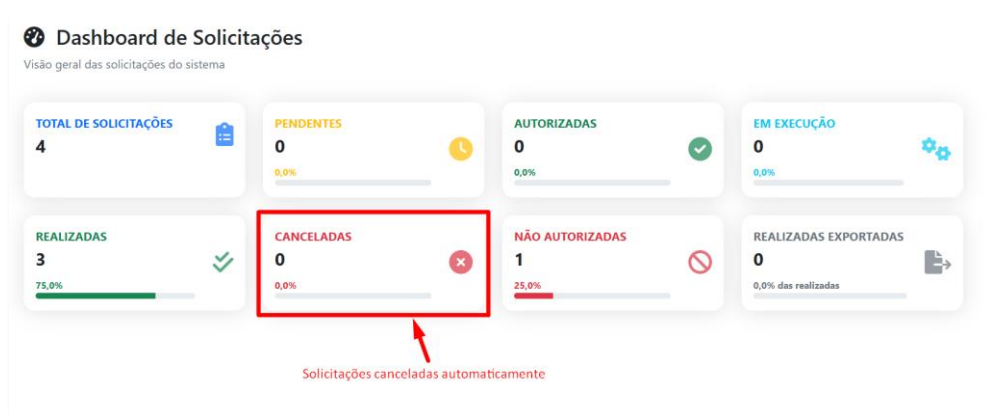 Dashboard de Solicitações
Visão geral das solicitações do sistema
TOTAL DE SOLICITAÇÕES
4
PENDENTES
0
0,0%
AUTORIZADAS
0
0,0%
EM EXECUÇÃO
0
0,0%
REALIZADAS
3
75,0%
CANCELADAS
0
0,0%
NÃO AUTORIZADAS
1
25,0%
REALIZADAS EXPORTADAS
0
0,0% das realizadas
Solicitações canceladas automaticamente